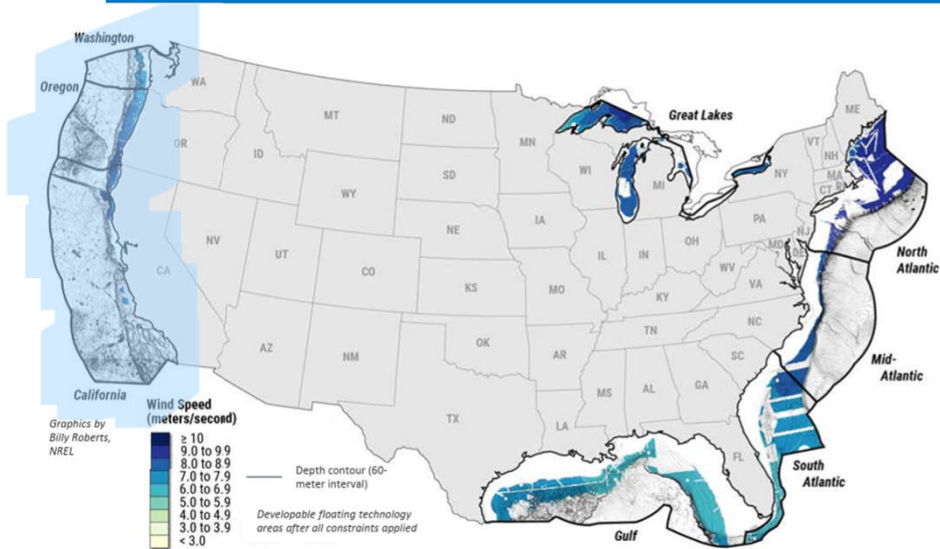 Washington
Oregon
WA
MT
ND
MN
Great Lakes
ME
OR
ID
SD
WI
MI
VT
NH
NY
MA
CT
WY
NE
IA
PA
NJ
NV
UT
CO
IL
IN
OH
MD
DE
WV
VA
North
Atlantic
CA
KS
MO
KY
AZ
NM
OK
AR
TN
NC
SC
Mid-
Atlantic
MS
AL
GA
TX
LA
FL
South
Atlantic
Gulf
California
Graphics by
Billy Roberts,
NREL
Wind Speed
(meters/second)
≥ 10
9.0 to 9.9
8.0 to 8.9
7.0 to 7.9
6.0 to 6.9
5.0 to 5.9
4.0 to 4.9
3.0 to 3.9
< 3.0
Depth contour (60-
meter interval)
Developable floating technology
areas after all constraints applied